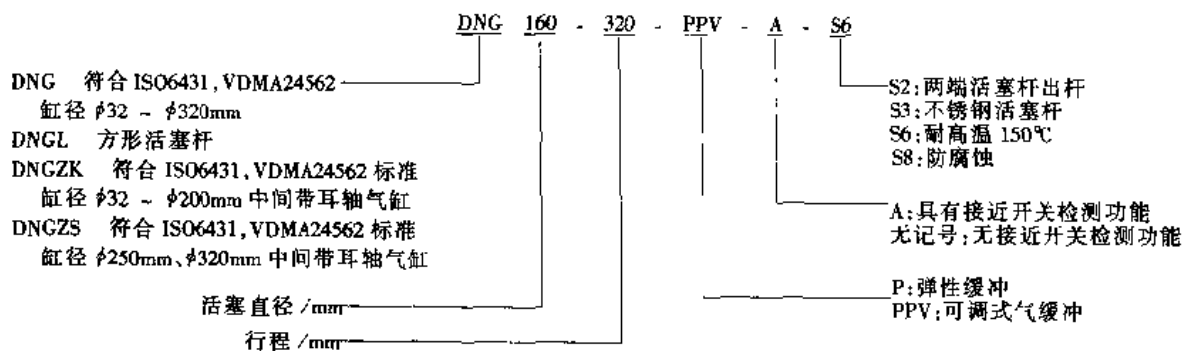 DNG 160 - 320 - PPV - A - S6
DNG 符合 ISO6431,VDMA24562
缸径 ϕ32 ~ ϕ320mm
DNGL 方形活塞杆
DNGZK 符合 ISO6431,VDMA24562 标准
缸径 ϕ32 ~ ϕ200mm 中间带耳轴气缸
DNGZS 符合 ISO6431,VDMA24562 标准
缸径 ϕ250mm、ϕ320mm 中间带耳轴气缸
活塞直径 /mm
行程 /mm
S2:两端活塞杆出杆
S3:不锈钢活塞杆
S6:耐高温 150℃
S8:防腐蚀
A:具有接近开关检测功能
无记号:无接近开关检测功能
P:弹性缓冲
PPV:可调式气缓冲